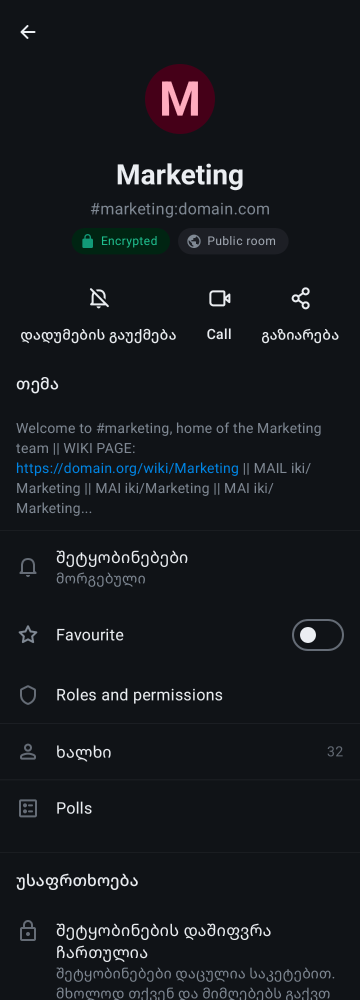 M
Marketing
#marketing:domain.com
Encrypted
Public room
დადუმების გაუქმება
Call
გაზიარება
თემა
Welcome to #marketing, home of the Marketing
team || WIKI PAGE:
https://domain.org/wiki/Marketing || MAIL iki/
Marketing || MAI iki/Marketing || MAI iki/
Marketing...
შეტყობინებები
მორგებული
Favourite
Roles and permissions
ხალხი 32
Polls
უსაფრთხოება
შეტყობინების დაშიფვრა
ჩართულია
შეტყობინებები დაცულია საკეტებით.
მხოლოდ თქვენ და მიმღებებს გაქვთ